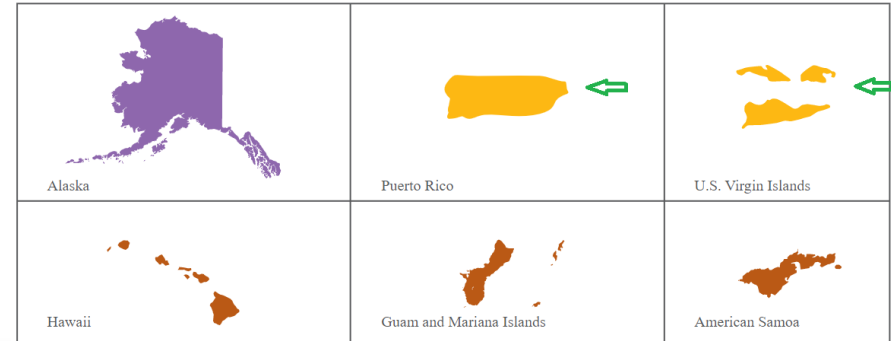 Alaska
Puerto Rico
U.S. Virgin Islands
Hawaii
Guam and Mariana Islands
American Samoa